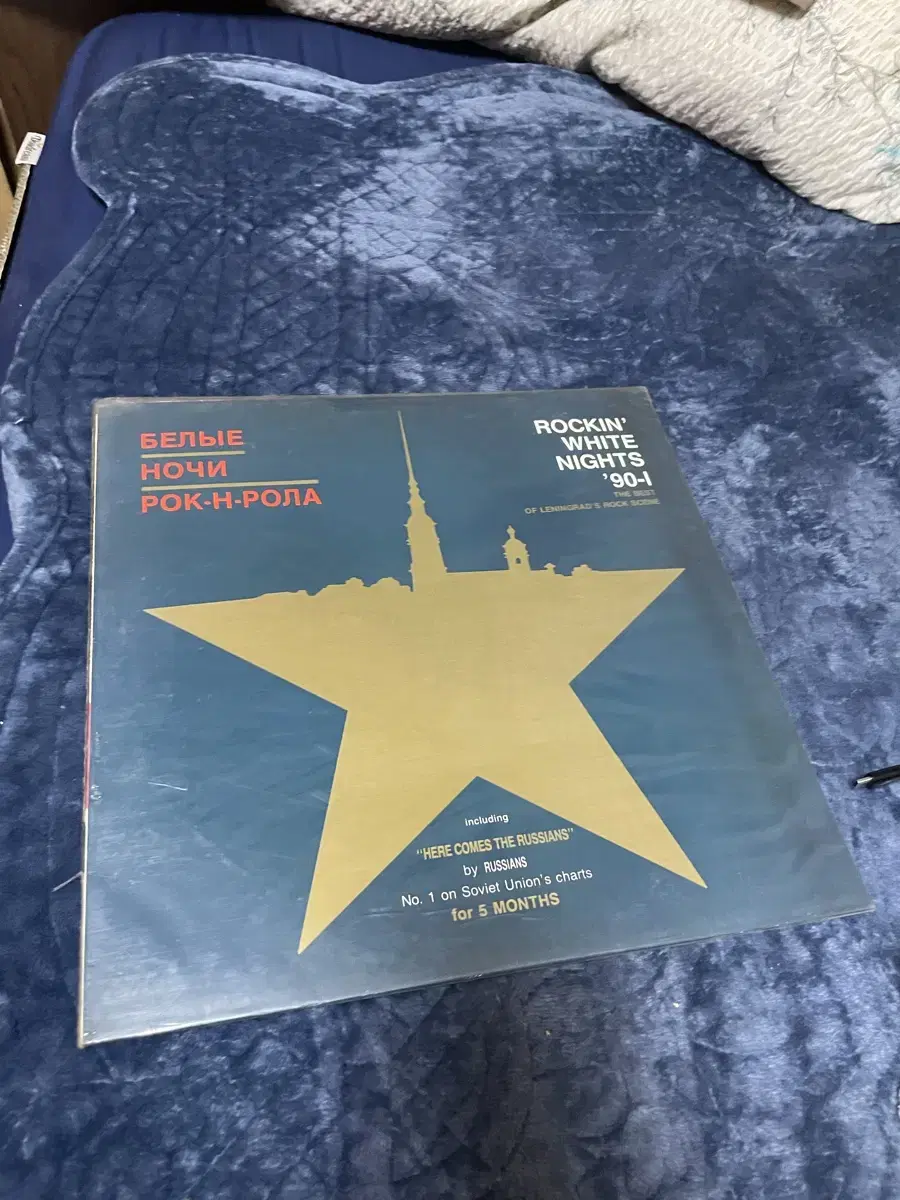 БЕЛЫЕ
НОЧИ
РОК-Н-РОЛА
ROCKIN'
WHITE
NIGHTS
'90-I
THE BEST
OF LENINGRAD'S ROCK SCENE
including
"HERE COMES THE RUSSIANS"
by RUSSIANS
No. 1 on Soviet Union's charts
for 5 MONTHS